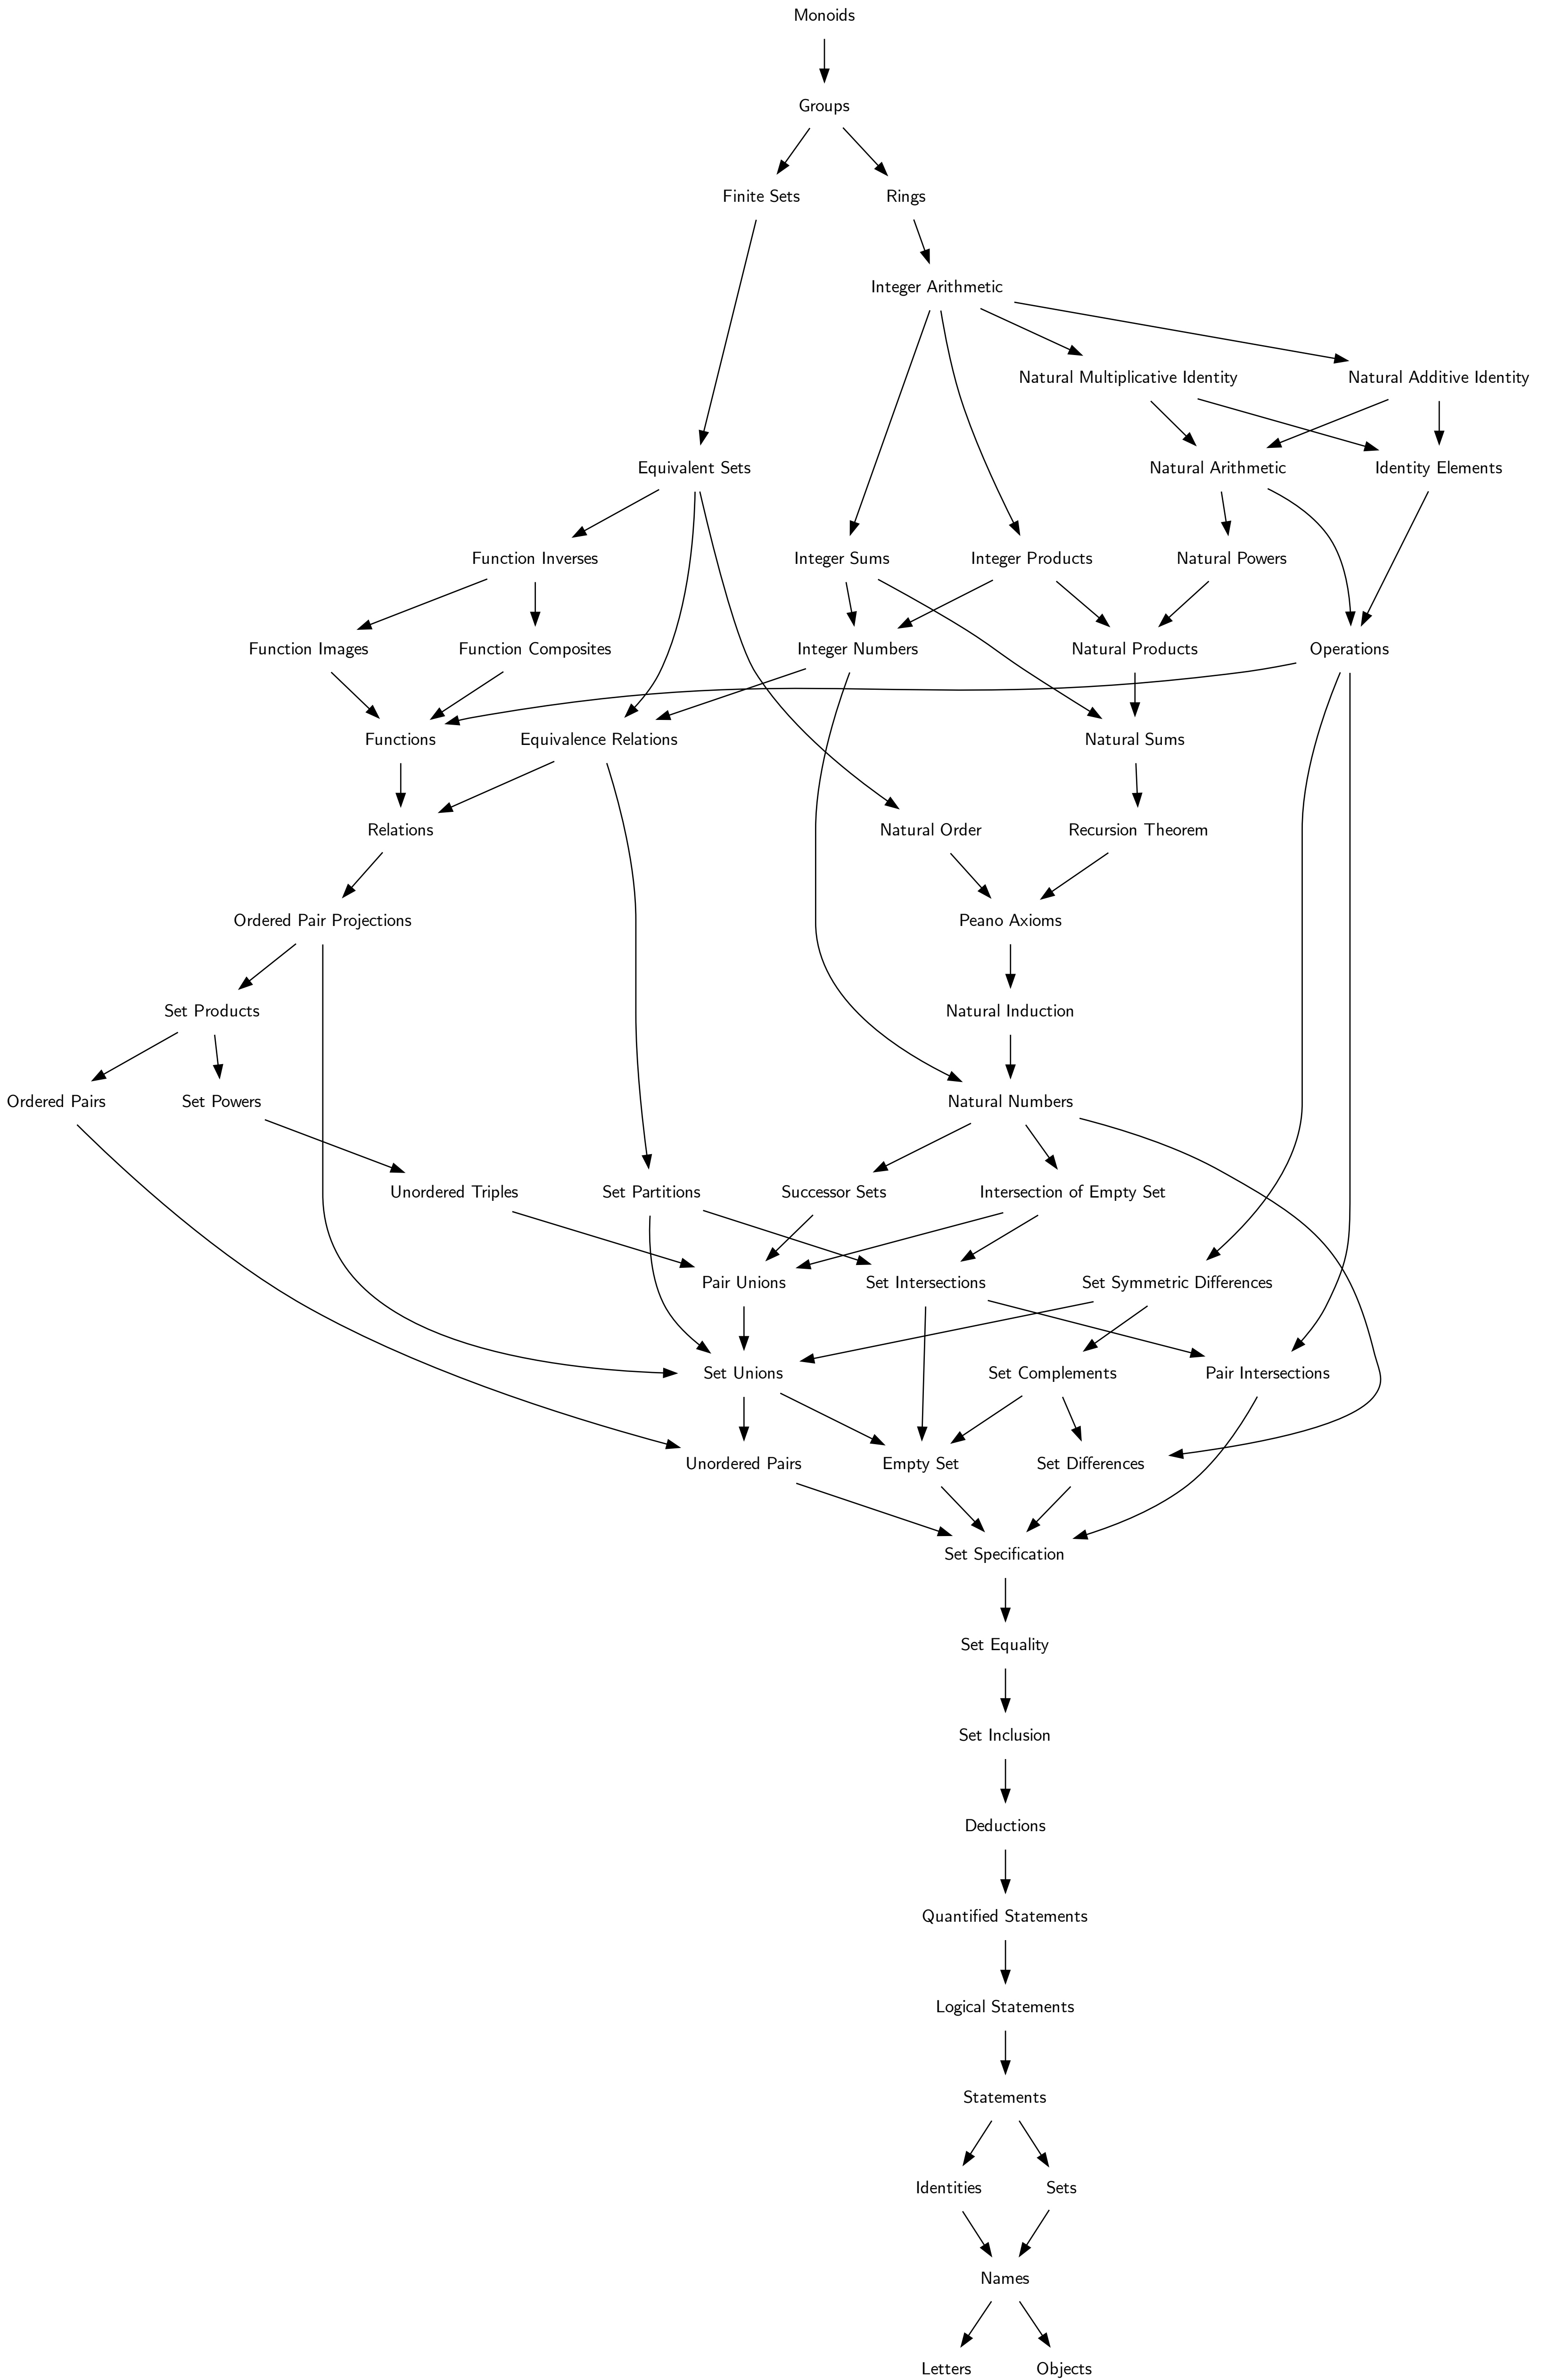 Monoids
Groups
Finite Sets
Rings
Integer Arithmetic
Natural Multiplicative Identity
Natural Additive Identity
Equivalent Sets
Natural Arithmetic
Identity Elements
Function Inverses
Integer Sums
Integer Products
Natural Powers
Function Images
Function Composites
Integer Numbers
Natural Products
Operations
Functions
Equivalence Relations
Natural Sums
Relations
Natural Order
Recursion Theorem
Ordered Pair Projections
Peano Axioms
Set Products
Natural Induction
Ordered Pairs
Set Powers
Natural Numbers
Unordered Triples
Set Partitions
Successor Sets
Intersection of Empty Set
Pair Unions
Set Intersections
Set Symmetric Differences
Set Unions
Set Complements
Pair Intersections
Unordered Pairs
Empty Set
Set Differences
Set Specification
Set Equality
Set Inclusion
Deductions
Quantified Statements
Logical Statements
Statements
Identities
Sets
Names
Letters
Objects